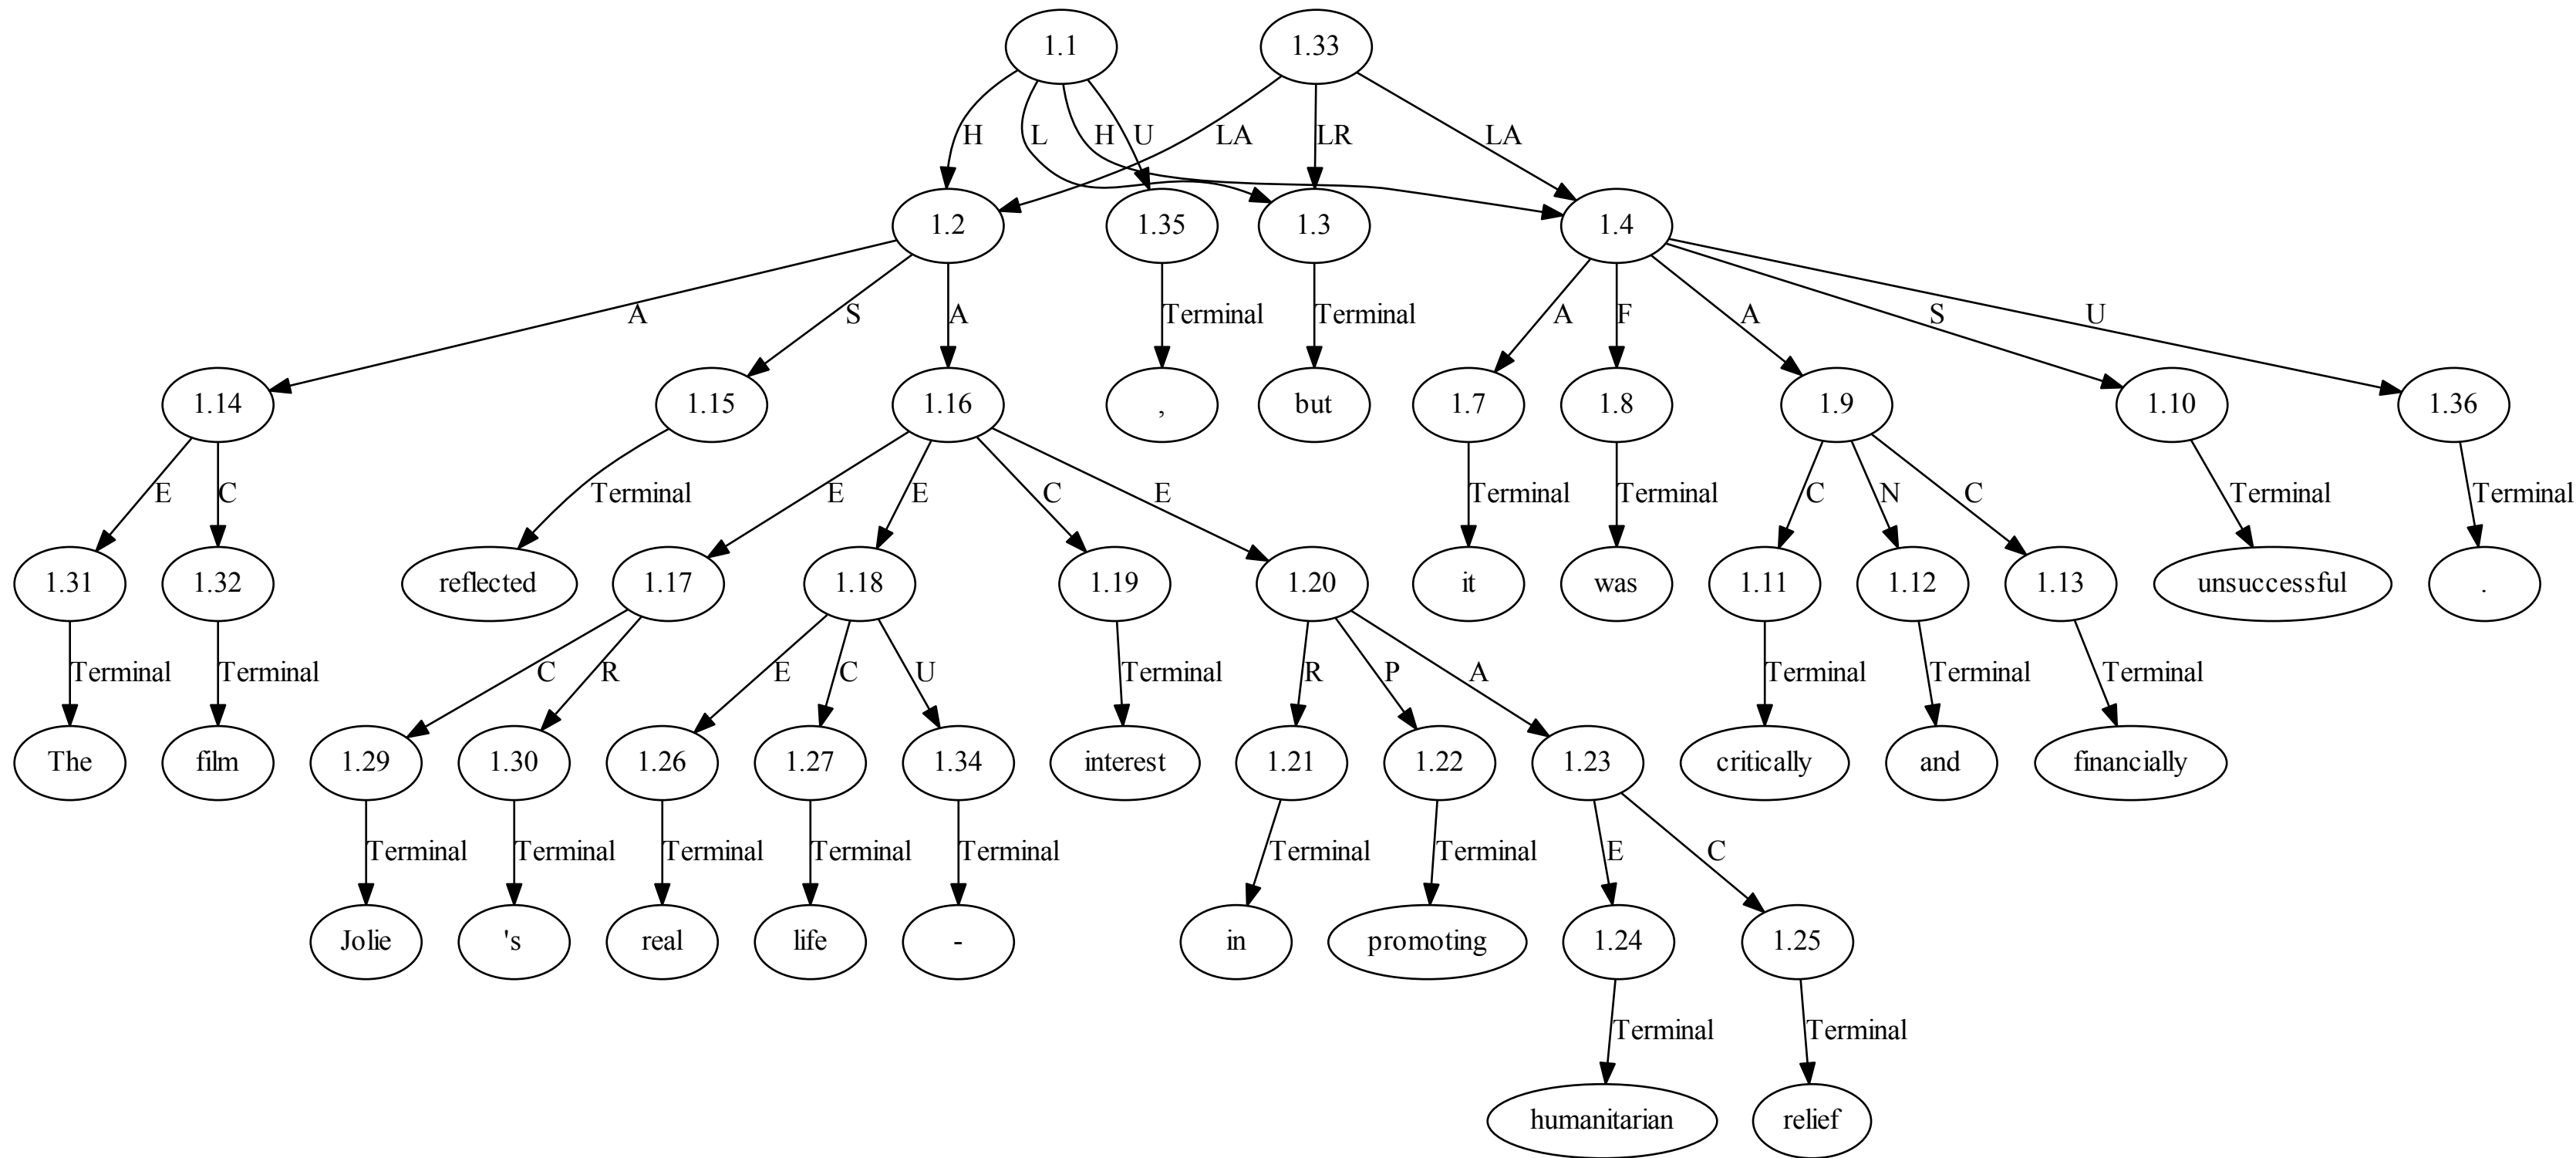 1.1 1.33
H L H U LA LR LA
1.2 1.35 1.3 1.4
A S A Terminal Terminal A F A S U
1.14 1.15 1.16 , but 1.7 1.8 1.9 1.10 1.36
E C Terminal E E C E Terminal Terminal C N C Terminal Terminal
1.31 1.32 reflected 1.17 1.18 1.19 1.20 it was 1.11 1.12 1.13 unsuccessful .
Terminal Terminal C R E C U Terminal R P A Terminal Terminal Terminal
The film 1.29 1.30 1.26 1.27 1.34 interest 1.21 1.22 1.23 critically and financially
Terminal Terminal Terminal Terminal Terminal Terminal Terminal E C
Jolie 's real life - in promoting 1.24 1.25
Terminal Terminal
humanitarian relief